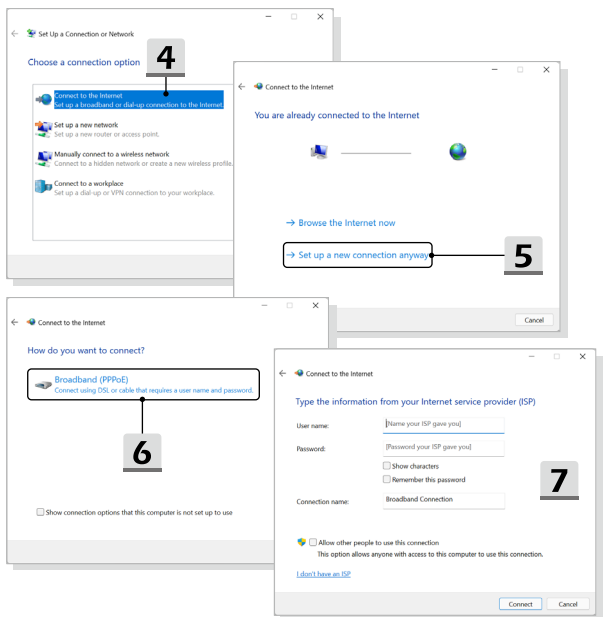 Set Up a Connection or Network
Choose a connection option
4
Connect to the Internet
Set up a broadband or dial-up connection to the Internet.
Set up a new network
Set up a new router or access point.
Manually connect to a wireless network
Connect to a hidden network or create a new wireless profile.
Connect to a workplace
Set up a dial-up or VPN connection to your workplace.
Connect to the Internet
You are already connected to the Internet
→ Browse the Internet now
→ Set up a new connection anyway
5
Cancel
Connect to the Internet
How do you want to connect?
Broadband (PPPoE)
Connect using DSL or cable that requires a user name and password.
6
Show connection options that this computer is not set up to use
Connect to the Internet
Type the information from your Internet service provider (ISP)
User name:
[Name your ISP gave you]
Password:
[Password your ISP gave you]
Show characters
Remember this password
7
Connection name:
Broadband Connection
Allow other people to use this connection
This option allows anyone with access to this computer to use this connection.
I don't have an ISP
Connect
Cancel